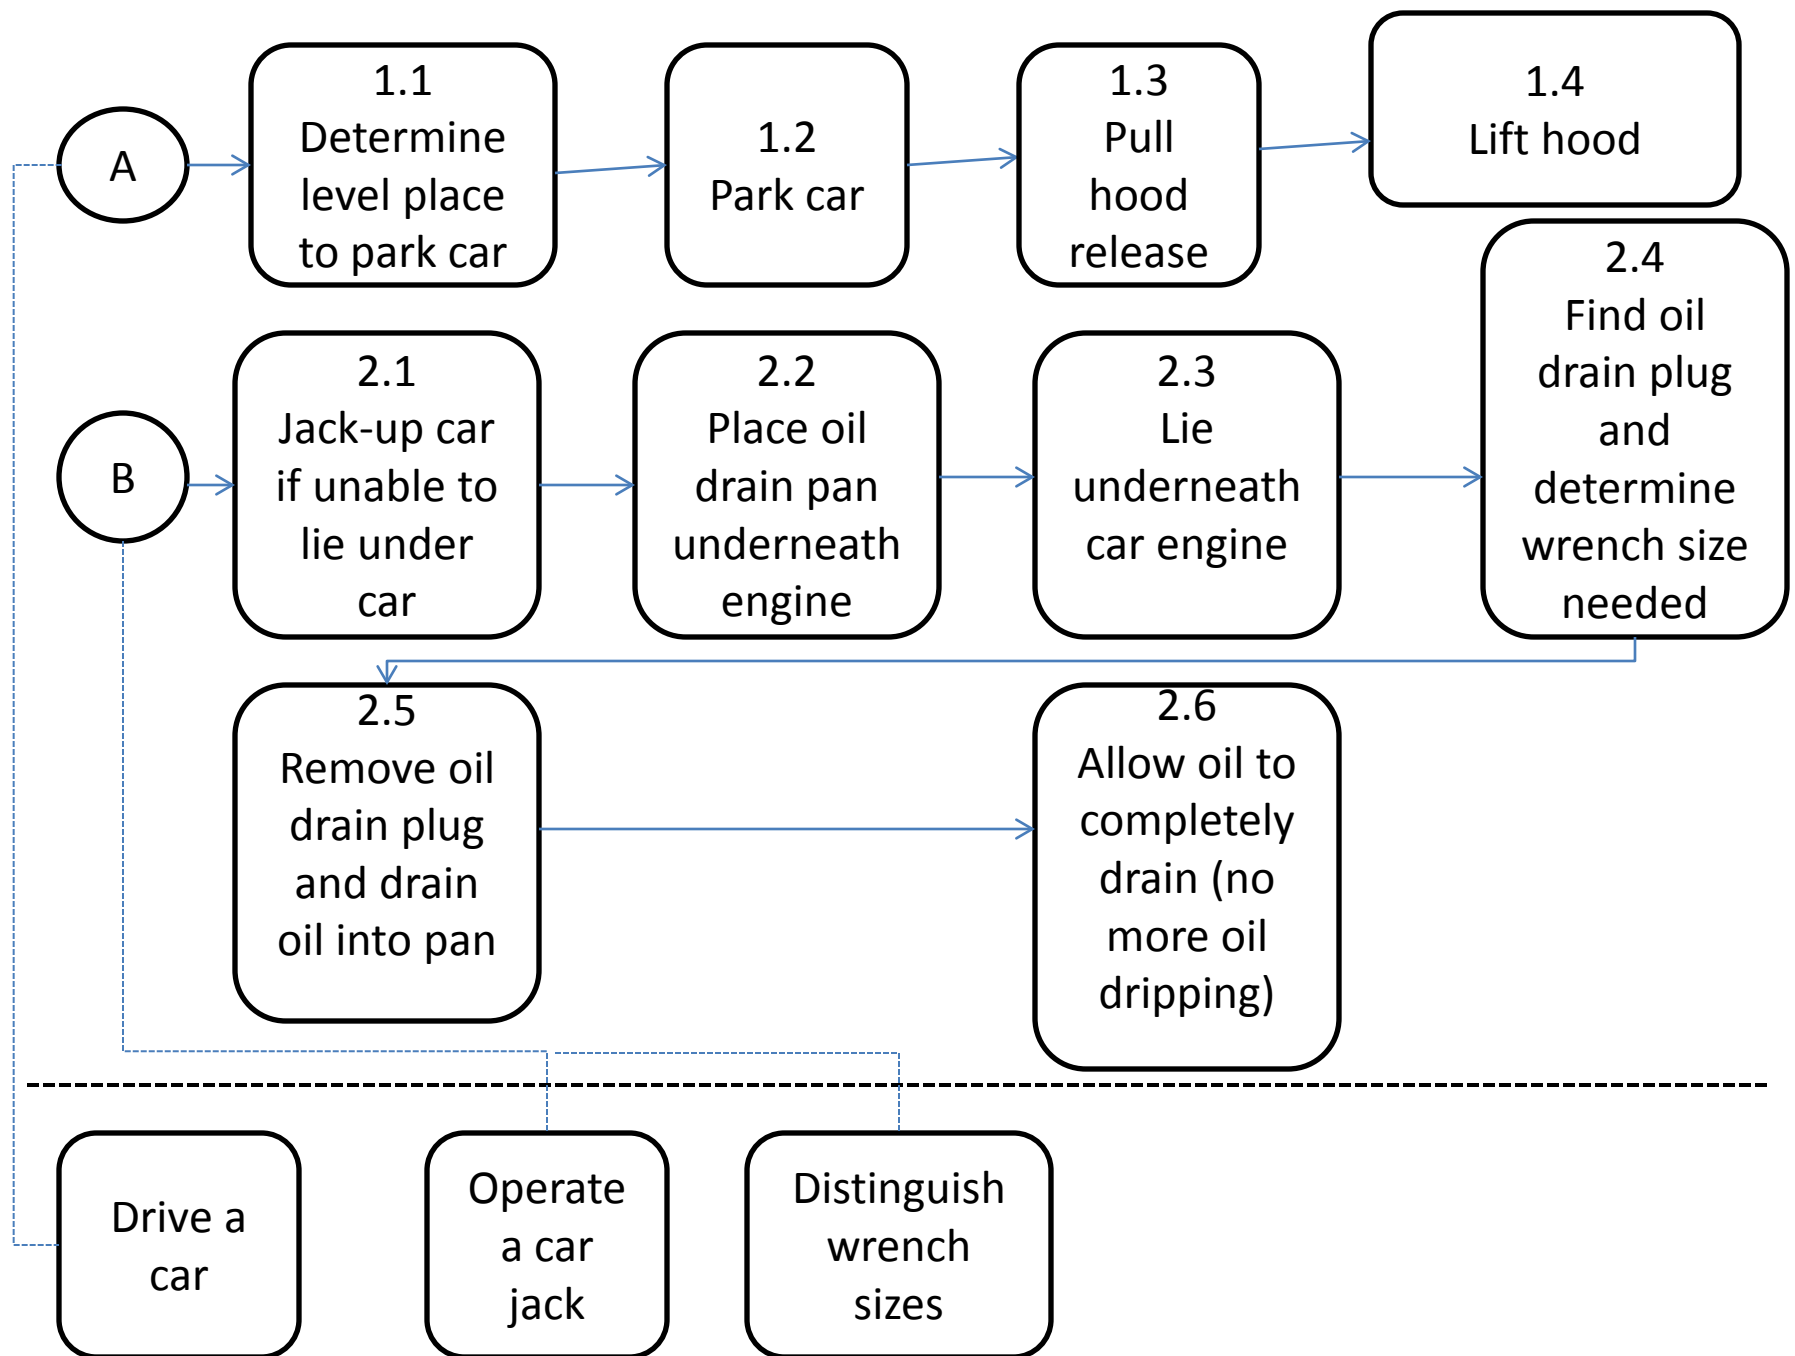 A
1.1
Determine
level place
to park car
1.2
Park car
1.3
Pull
hood
release
1.4
Lift hood
B
2.1
Jack-up car
if unable to
lie under
car
2.2
Place oil
drain pan
underneath
engine
2.3
Lie
underneath
car engine
2.4
Find oil
drain plug
and
determine
wrench size
needed
2.5
Remove oil
drain plug
and drain
oil into pan
2.6
Allow oil to
completely
drain (no
more oil
dripping)
Drive a
car
Operate
a car
jack
Distinguish
wrench
sizes